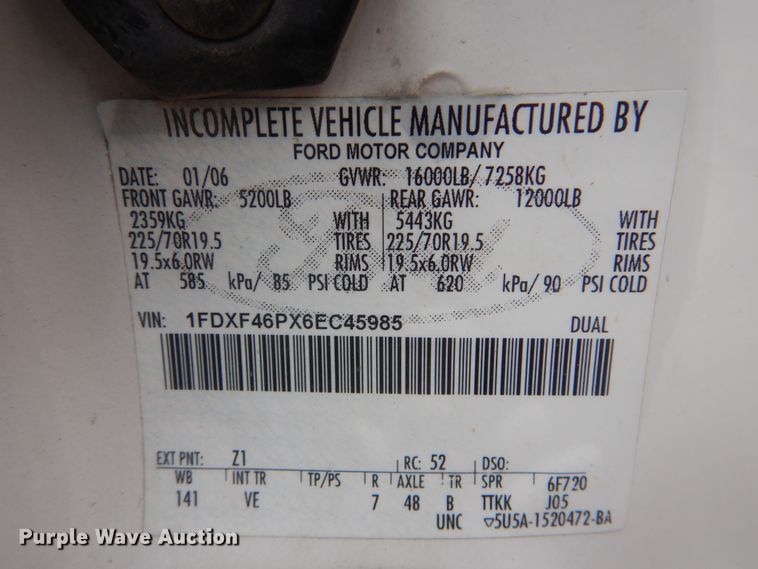 INCOMPLETE VEHICLE MANUFACTURED BY
FORD MOTOR COMPANY
DATE: 01/06 GVWR: 16000LB/ 7258KG
FRONT GAWR: 5200LB REAR GAWR: 12000LB
2359KG WITH 5443KG WITH
225/70R19.5 TIRES 225/70R19.5 TIRES
19.5x6.0RW RIMS 19.5x6.0RW RIMS
AT 585 kPa/ 85 PSI COLD AT 620 kPa/ 90 PSI COLD
VIN: 1FDXF46PX6EC45985 DUAL
EXT PNT: Z1 RC: 52 DSO:
WB INT TR TP/PS R AXLE TR SPR 6F720
141 VE 7 48 B TTKK J05
UNC ▽5U5A-1520472-BA
Purple Wave Auction